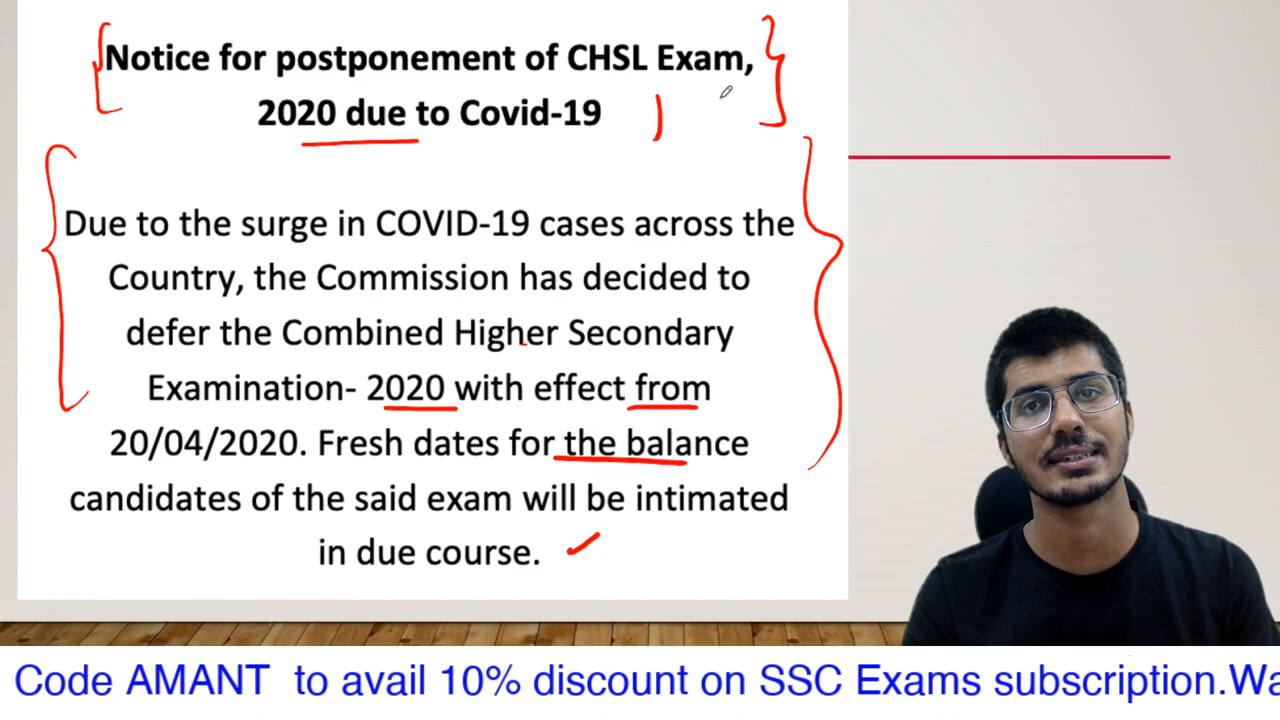 Notice for postponement of CHSL Exam,
2020 due to Covid-19
Due to the surge in COVID-19 cases across the
Country, the Commission has decided to
defer the Combined Higher Secondary
Examination- 2020 with effect from
20/04/2020. Fresh dates for the balance
candidates of the said exam will be intimated
in due course.
Code AMANT to avail 10% discount on SSC Exams subscription.Wa